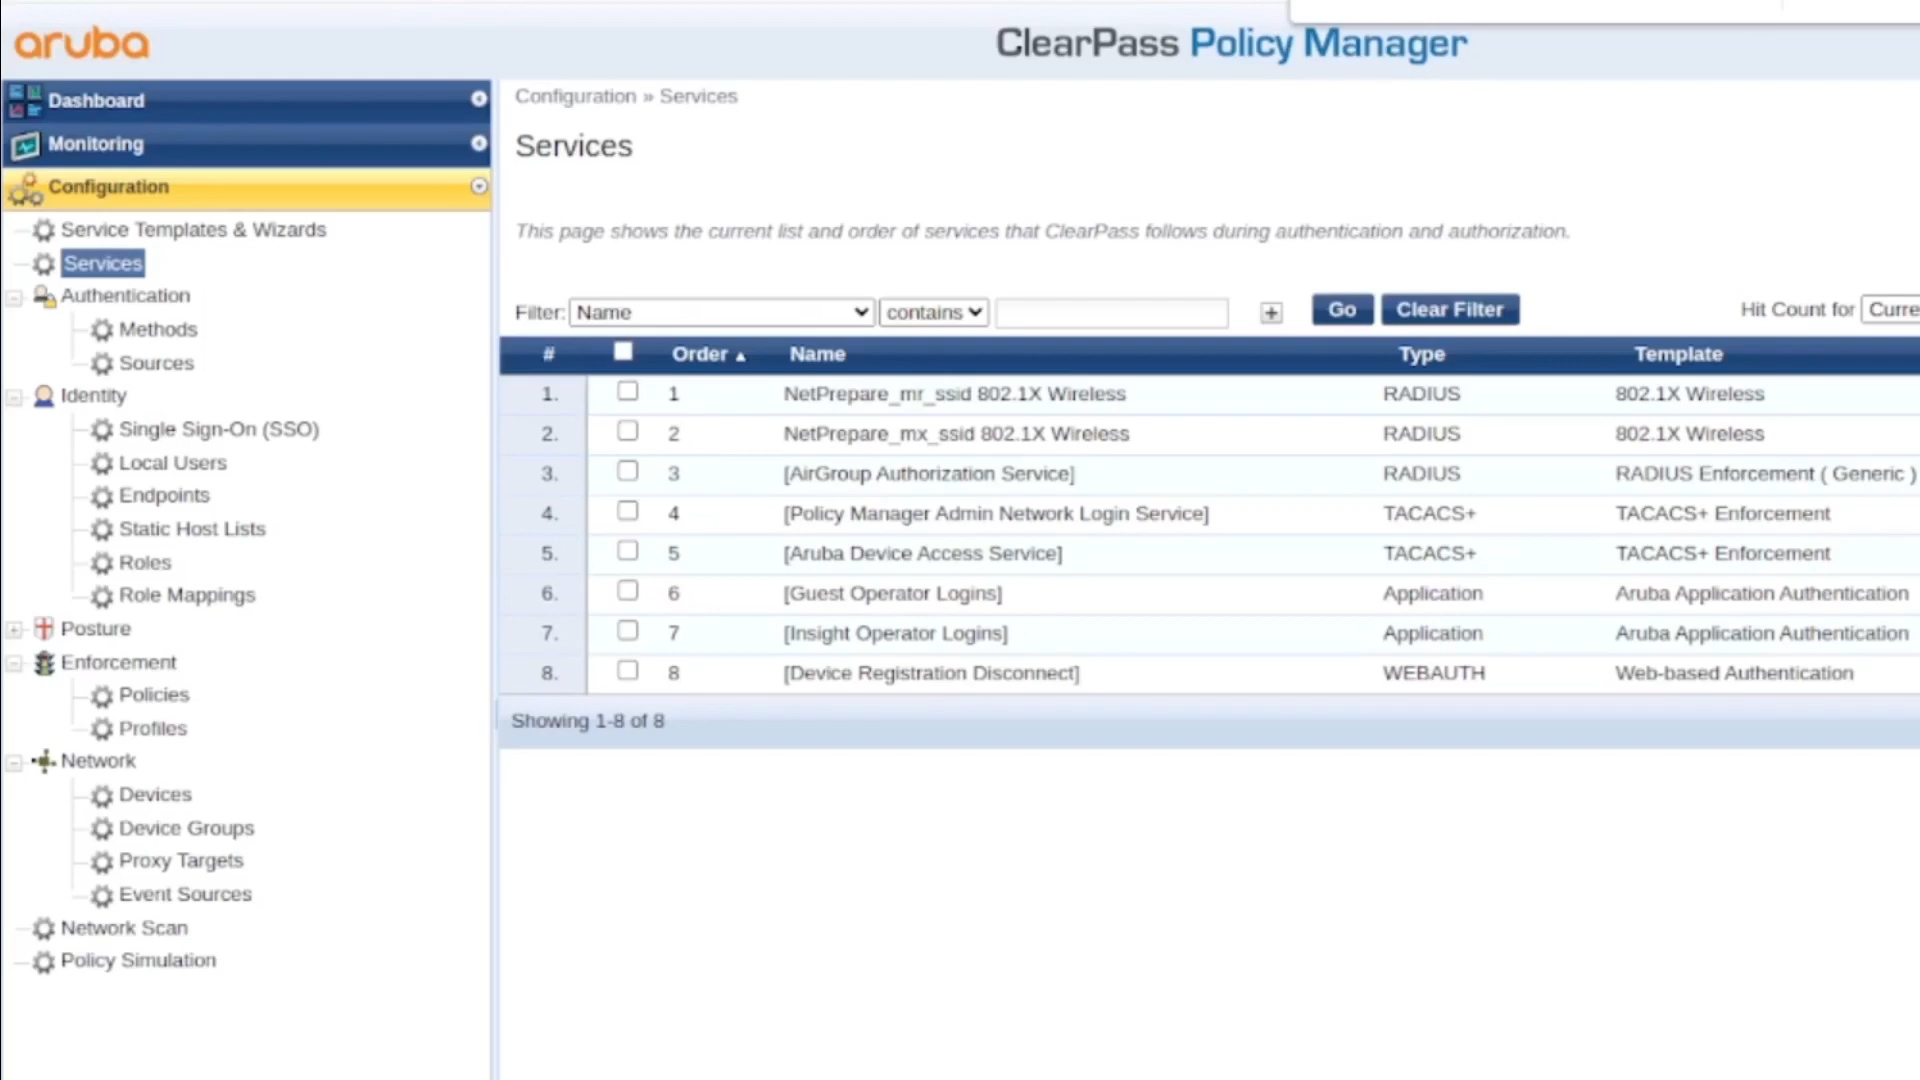 aruba
ClearPass Policy Manager
Dashboard
Monitoring
Configuration
Service Templates & Wizards
Services
Authentication
Methods
Sources
Identity
Single Sign-On (SSO)
Local Users
Endpoints
Static Host Lists
Roles
Role Mappings
Posture
Enforcement
Policies
Profiles
Network
Devices
Device Groups
Proxy Targets
Event Sources
Network Scan
Policy Simulation
Configuration » Services
Services
This page shows the current list and order of services that ClearPass follows during authentication and authorization.
Filter: Name contains + Go Clear Filter Hit Count for Curre
# Order ▲ Name Type Template
1. 1 NetPrepare_mr_ssid 802.1X Wireless RADIUS 802.1X Wireless
2. 2 NetPrepare_mx_ssid 802.1X Wireless RADIUS 802.1X Wireless
3. 3 [AirGroup Authorization Service] RADIUS RADIUS Enforcement ( Generic )
4. 4 [Policy Manager Admin Network Login Service] TACACS+ TACACS+ Enforcement
5. 5 [Aruba Device Access Service] TACACS+ TACACS+ Enforcement
6. 6 [Guest Operator Logins] Application Aruba Application Authentication
7. 7 [Insight Operator Logins] Application Aruba Application Authentication
8. 8 [Device Registration Disconnect] WEBAUTH Web-based Authentication
Showing 1-8 of 8